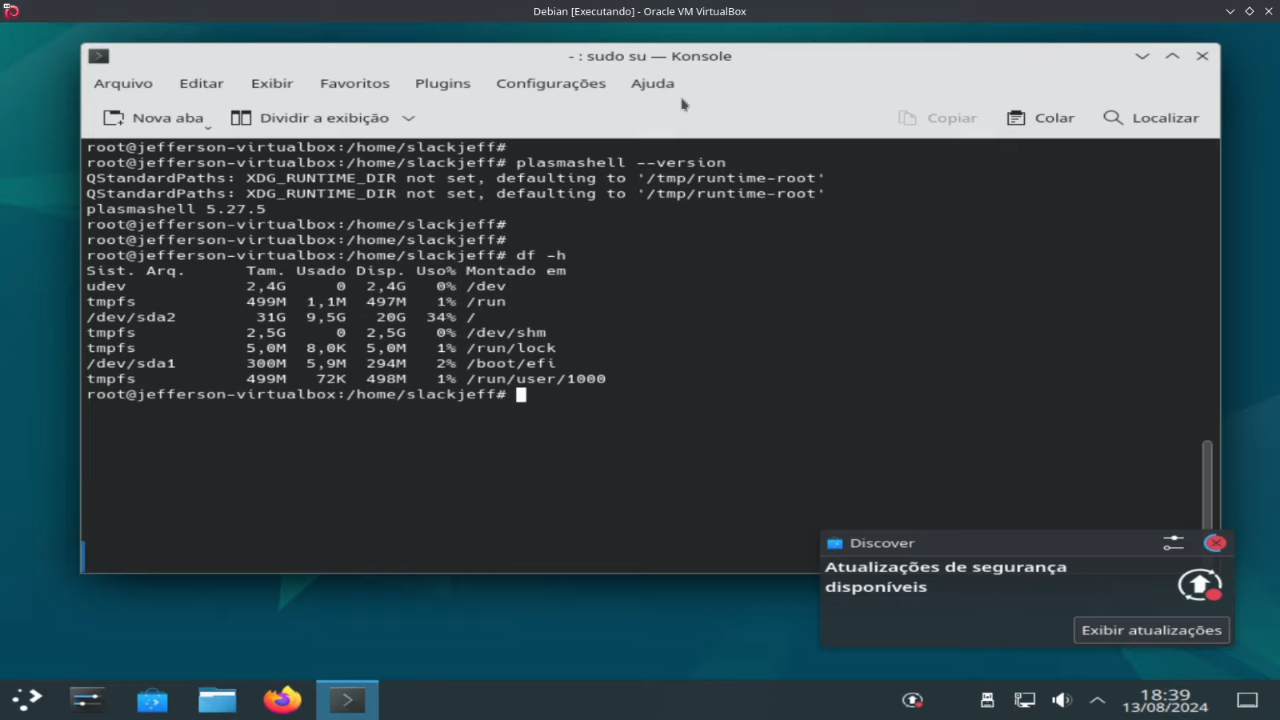 Debian [Executando] - Oracle VM VirtualBox
- : sudo su — Konsole
Arquivo Editar Exibir Favoritos Plugins Configurações Ajuda
Nova aba Dividir a exibição Copiar Colar Localizar
root@jefferson-virtualbox:/home/slackjeff#
root@jefferson-virtualbox:/home/slackjeff# plasmashell --version
QStandardPaths: XDG_RUNTIME_DIR not set, defaulting to '/tmp/runtime-root'
QStandardPaths: XDG_RUNTIME_DIR not set, defaulting to '/tmp/runtime-root'
plasmashell 5.27.5
root@jefferson-virtualbox:/home/slackjeff#
root@jefferson-virtualbox:/home/slackjeff#
root@jefferson-virtualbox:/home/slackjeff# df -h
Sist. Arq. Tam. Usado Disp. Uso% Montado em
udev 2,4G 0 2,4G 0% /dev
tmpfs 499M 1,1M 497M 1% /run
/dev/sda2 31G 9,5G 20G 34% /
tmpfs 2,5G 0 2,5G 0% /dev/shm
tmpfs 5,0M 8,0K 5,0M 1% /run/lock
/dev/sda1 300M 5,9M 294M 2% /boot/efi
tmpfs 499M 72K 498M 1% /run/user/1000
root@jefferson-virtualbox:/home/slackjeff#
Discover
Atualizações de segurança
disponíveis
Exibir atualizações
18:39
13/08/2024